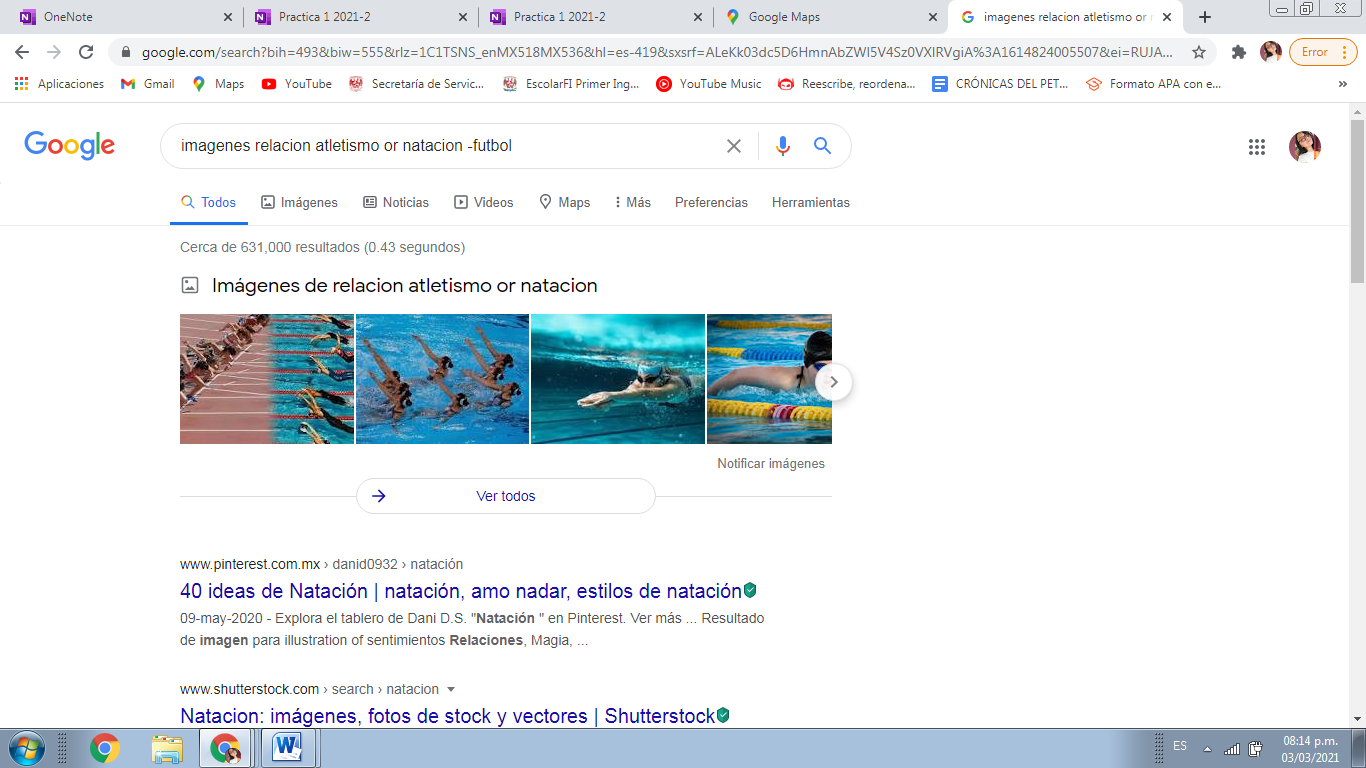 OneNote
Practica 1 2021-2
Practica 1 2021-2
Google Maps
imagenes relacion atletismo or
google.com/search?bih=493&biw=555&rlz=1C1TSNS_enMX518MX536&hl=es-419&sxsrf=ALeKk03dc5D6HmnAbZWI5V4Sz0VXlRVgiA%3A1614824005507&ei=RUJA...
Error
Aplicaciones
Gmail
Maps
YouTube
Secretaría de Servic...
EscolarFI Primer Ing...
YouTube Music
Reescribe, reordena...
CRÓNICAS DEL PET...
Formato APA con e...
»
Google
imagenes relacion atletismo or natacion -futbol
Todos
Imágenes
Noticias
Videos
Maps
Más
Preferencias
Herramientas
Cerca de 631,000 resultados (0.43 segundos)
Imágenes de relacion atletismo or natacion
Notificar imágenes
Ver todos
www.pinterest.com.mx › danid0932 › natación
40 ideas de Natación | natación, amo nadar, estilos de natación
09-may-2020 - Explora el tablero de Dani D.S. "Natación " en Pinterest. Ver más ... Resultado
de imagen para illustration of sentimientos Relaciones, Magia, ...
www.shutterstock.com › search › natacion
Natacion: imágenes, fotos de stock y vectores | Shutterstock
ES
08:14 p.m.
03/03/2021